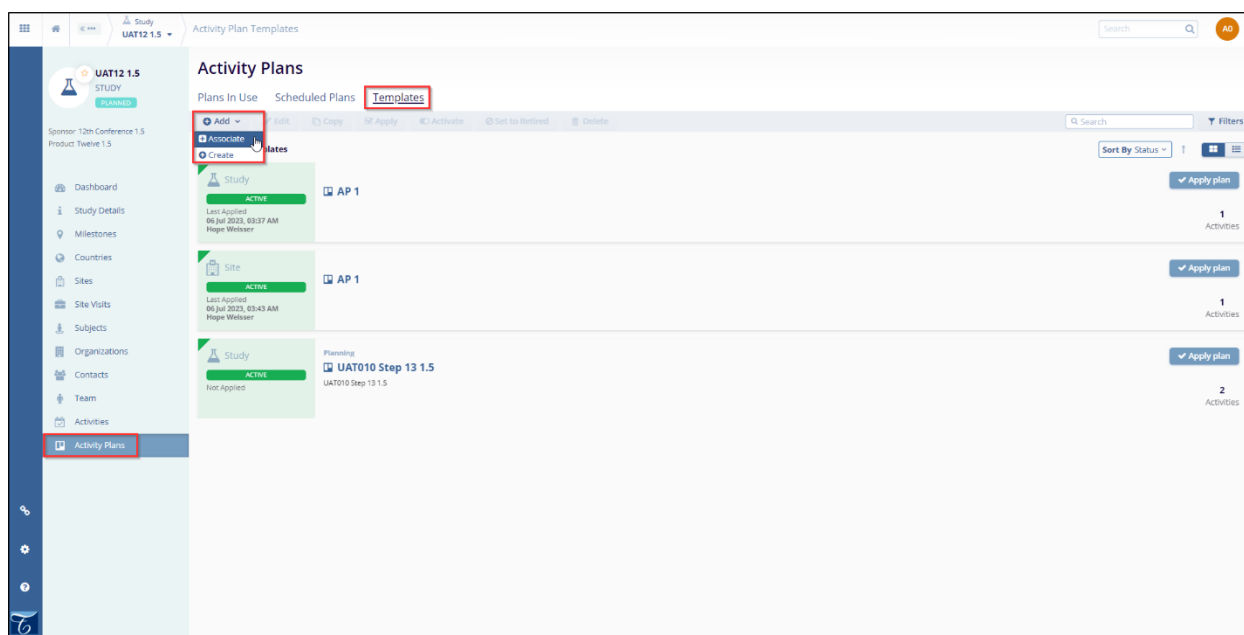 Study
UAT12 1.5
Activity Plan Templates
Search
AO
UAT12 1.5
STUDY
PLANNED
Sponsor 12th Conference 1.5
Product Twelve 1.5
Dashboard
Study Details
Milestones
Countries
Sites
Site Visits
Subjects
Organizations
Contacts
Team
Activities
Activity Plans
Activity Plans
Plans In Use Scheduled Plans Templates
Add Edit Copy Apply Activate Set to Retired Delete Search Filters
Associate
Create
Sort By Status
Study
ACTIVE
Last Applied
06 Jul 2023, 03:37 AM
Hope Weisser
AP 1
Apply plan
1
Activities
Site
ACTIVE
Last Applied
06 Jul 2023, 03:43 AM
Hope Weisser
AP 1
Apply plan
1
Activities
Study
ACTIVE
Not Applied
Planning
UAT010 Step 13 1.5
UAT010 Step 13 1.5
Apply plan
2
Activities